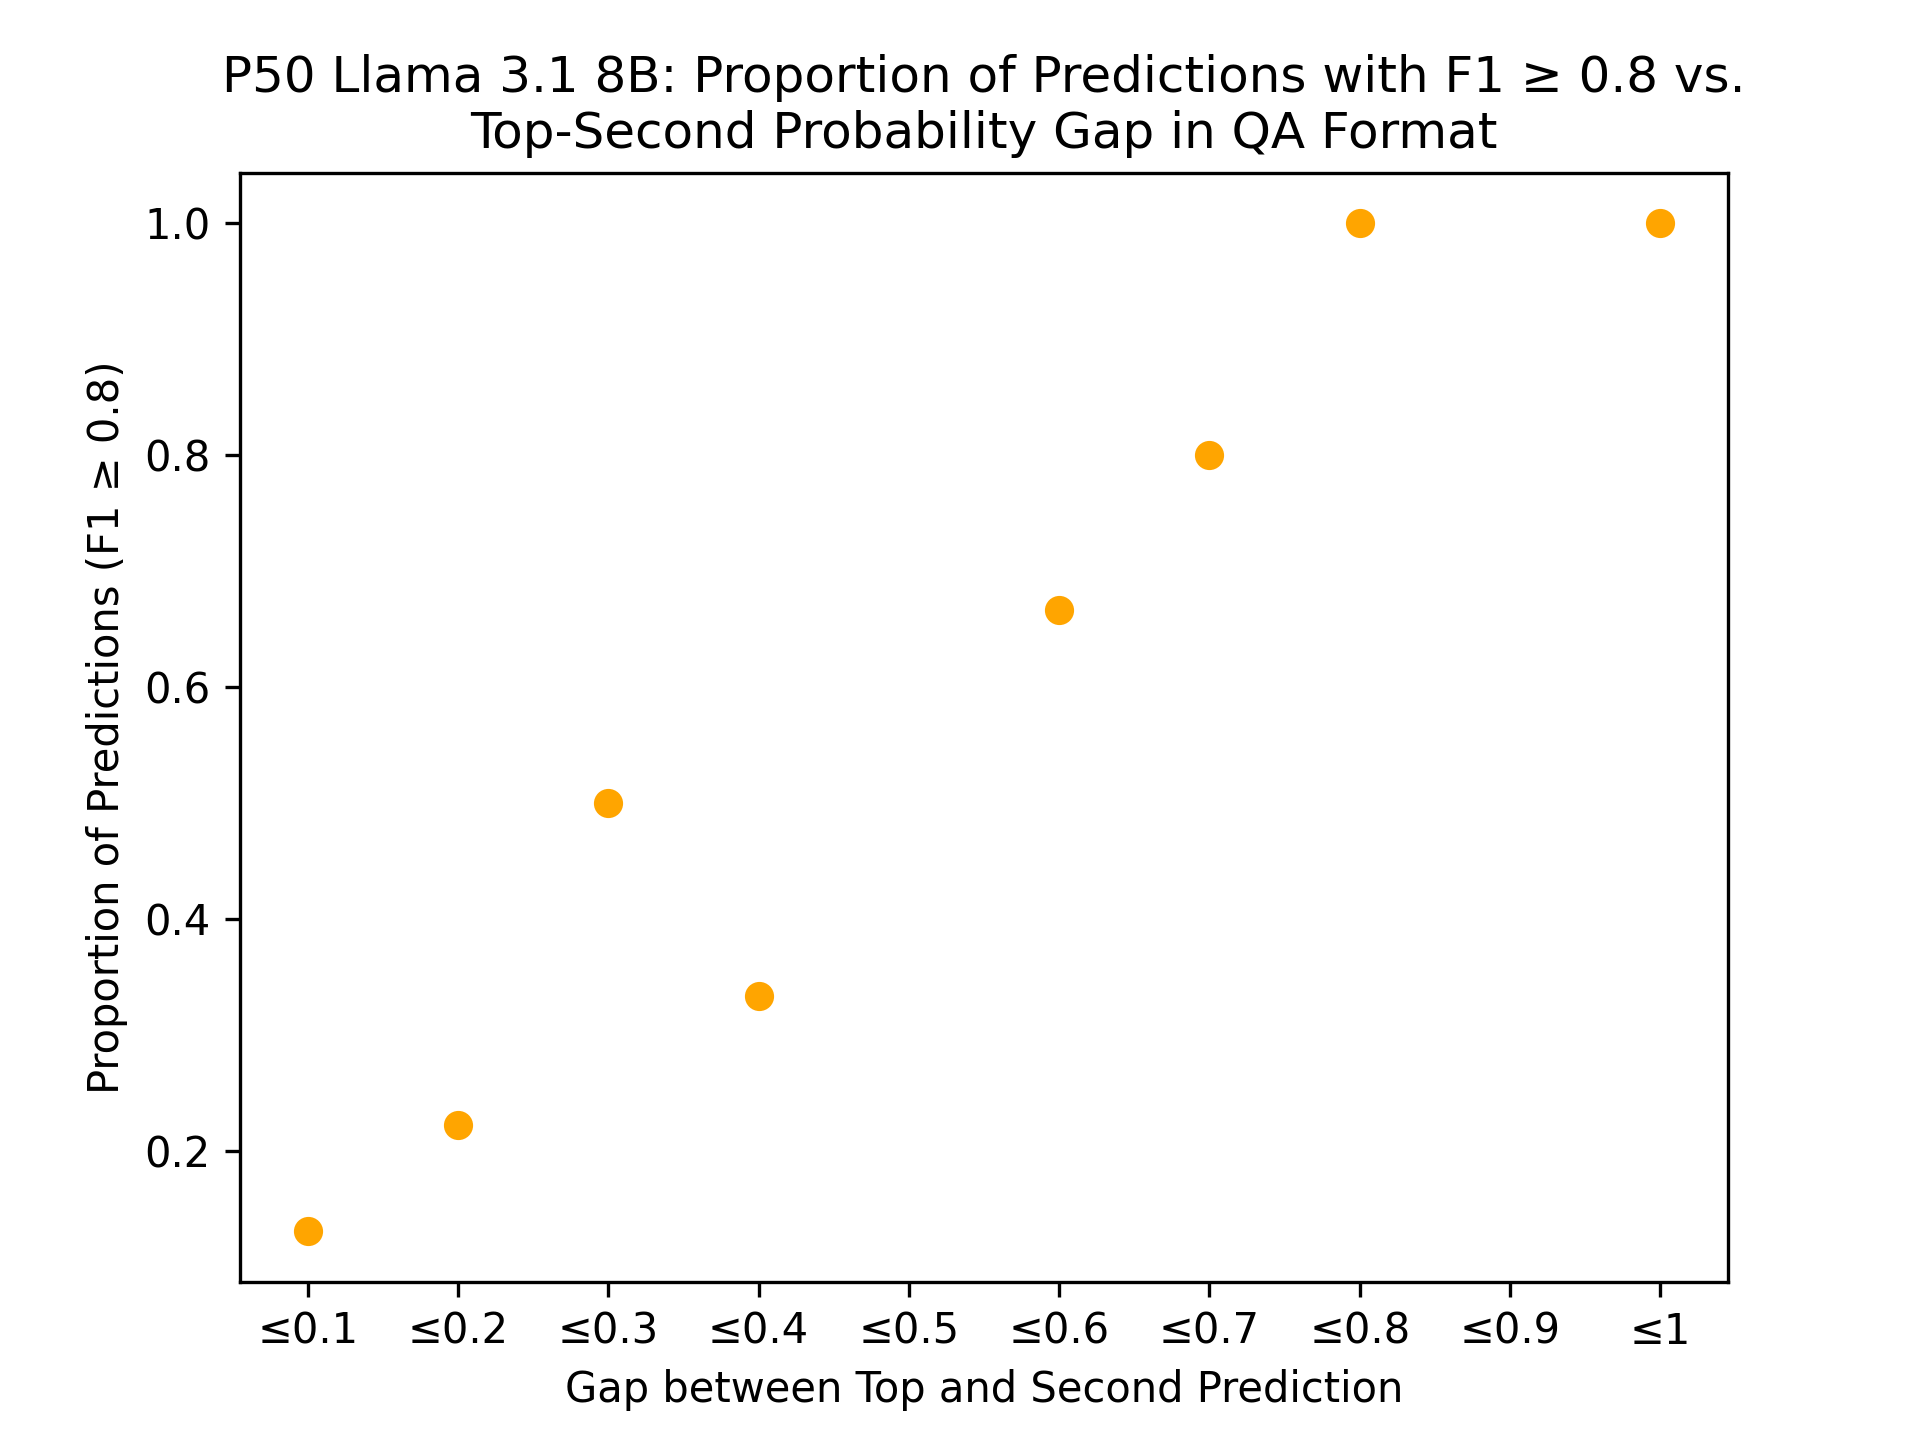 P50 Llama 3.1 8B: Proportion of Predictions with F1 ≥ 0.8 vs.
Top-Second Probability Gap in QA Format
Proportion of Predictions (F1 ≥ 0.8)
1.0
0.8
0.6
0.4
0.2
≤0.1 ≤0.2 ≤0.3 ≤0.4 ≤0.5 ≤0.6 ≤0.7 ≤0.8 ≤0.9 ≤1
Gap between Top and Second Prediction